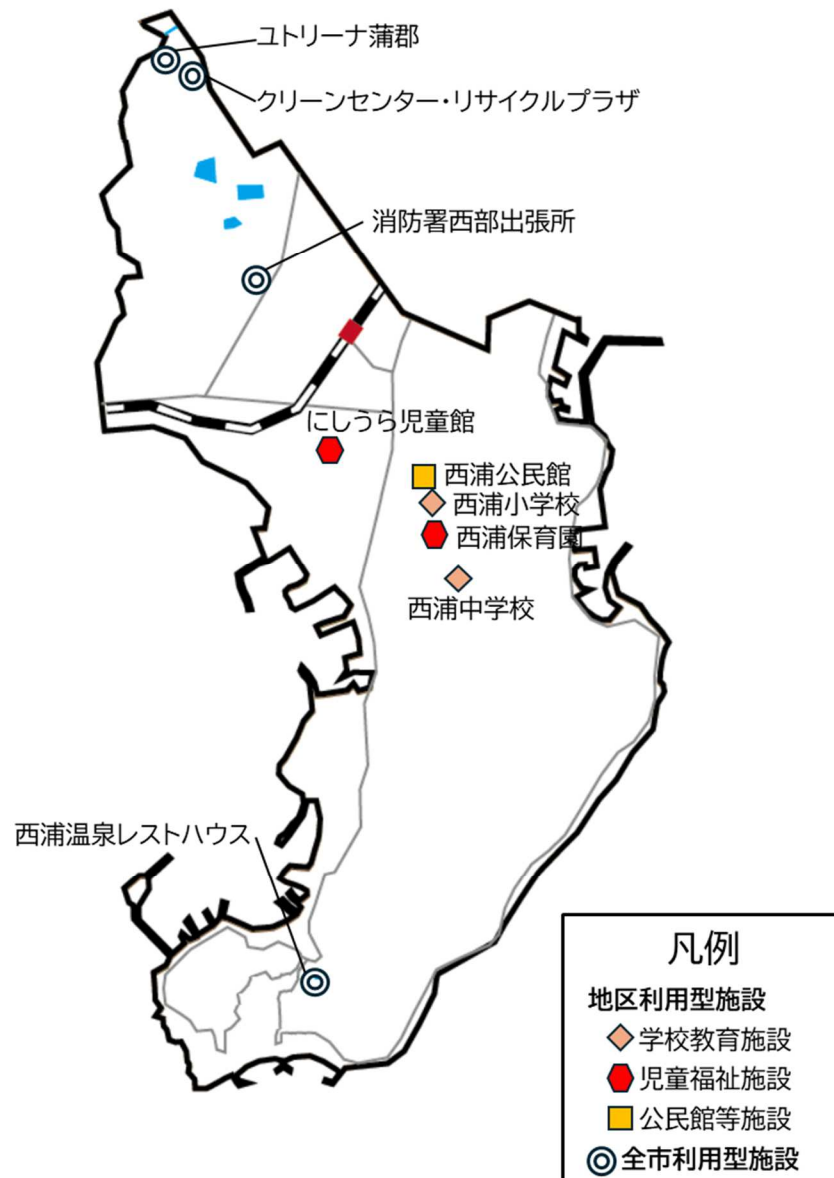 ユトリーナ蒲郡
クリーンセンター・リサイクルプラザ
消防署西部出張所
にしうら児童館
西浦公民館
西浦小学校
西浦保育園
西浦中学校
西浦温泉レストハウス
凡例
地区利用型施設
学校教育施設
児童福祉施設
公民館等施設
全市利用型施設